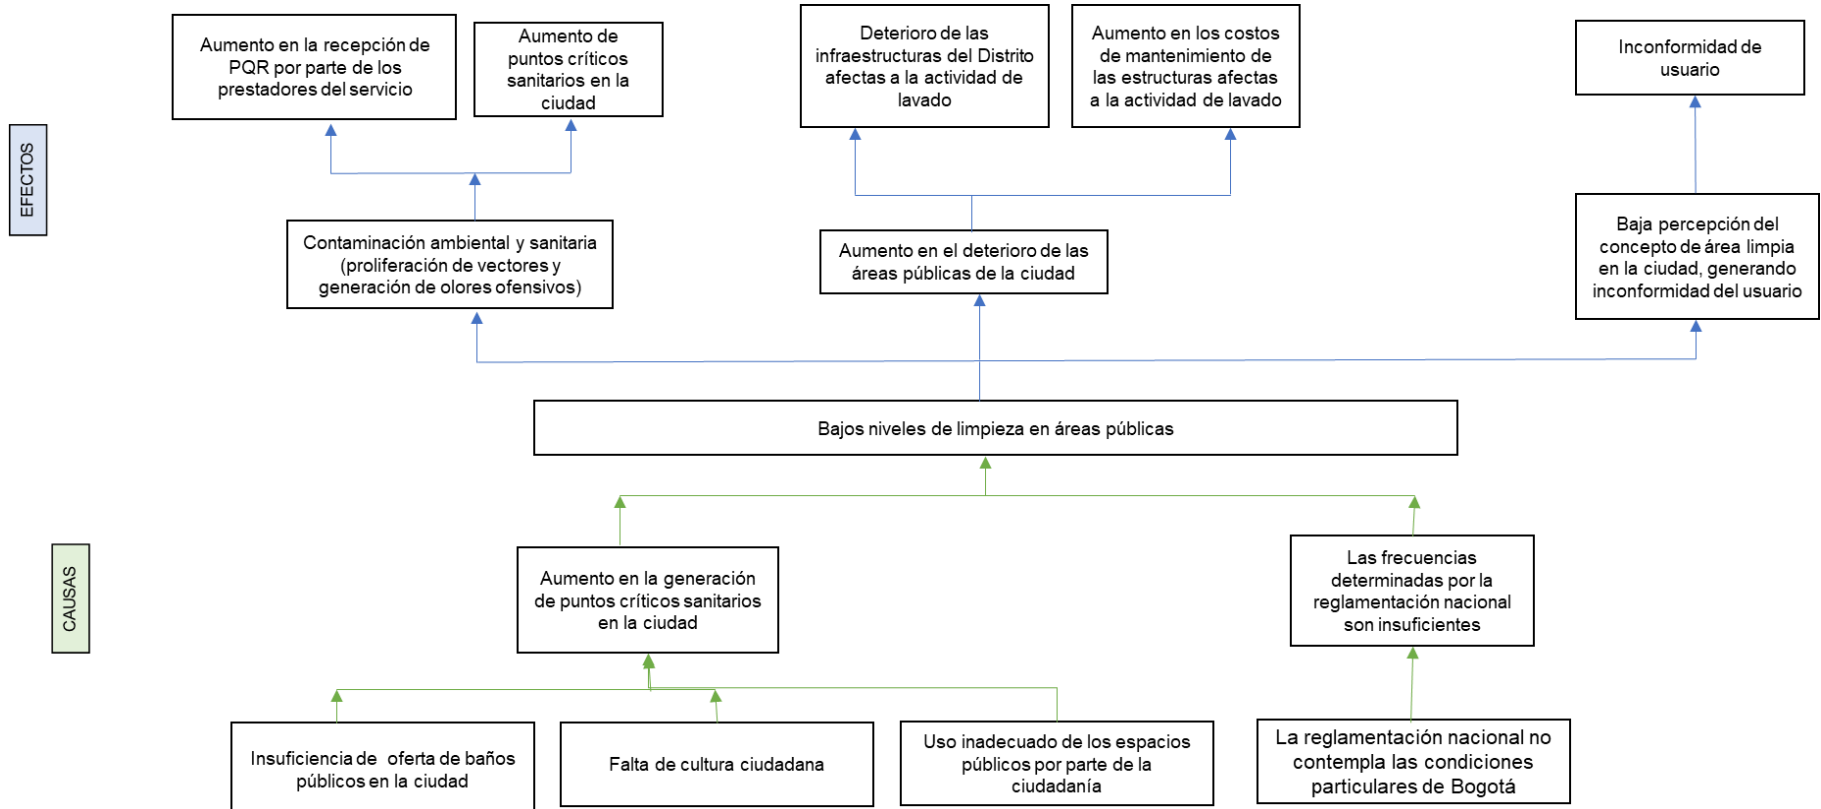 Aumento en la recepción de
PQR por parte de los
prestadores del servicio
Aumento de
puntos críticos
sanitarios en la
ciudad
Deterioro de las
infraestructuras del Distrito
afectas a la actividad de
lavado
Aumento en los costos
de mantenimiento de
las estructuras afectas
a la actividad de lavado
Inconformidad de
usuario
EFECTOS
Contaminación ambiental y sanitaria
(proliferación de vectores y
generación de olores ofensivos)
Aumento en el deterioro de las
áreas públicas de la ciudad
Baja percepción del
concepto de área limpia
en la ciudad, generando
inconformidad del usuario
Bajos niveles de limpieza en áreas públicas
CAUSAS
Aumento en la generación
de puntos críticos sanitarios
en la ciudad
Las frecuencias
determinadas por la
reglamentación nacional
son insuficientes
Insuficiencia de oferta de baños
públicos en la ciudad
Falta de cultura ciudadana
Uso inadecuado de los espacios
públicos por parte de la
ciudadanía
La reglamentación nacional no
contempla las condiciones
particulares de Bogotá